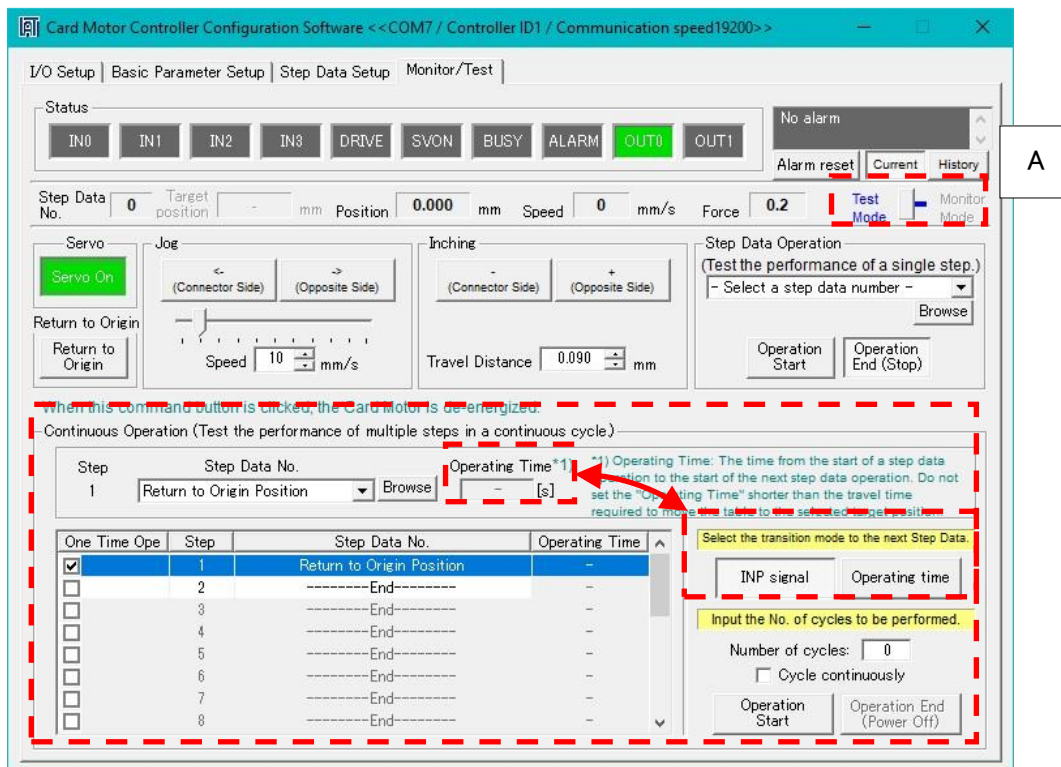 Card Motor Controller Configuration Software <<COM7 / Controller ID1 / Communication speed19200>>
I/O Setup Basic Parameter Setup Step Data Setup Monitor/Test
Status
IN0 IN1 IN2 IN3 DRIVE SVON BUSY ALARM OUT0 OUT1
No alarm
Alarm reset Current History
A
Step Data No. 0 Target position - mm Position 0.000 mm Speed 0 mm/s Force 0.2 Test Mode Monitor Mode
Servo
Servo On
Return to Origin
Return to
Origin
Jog
<-
(Connector Side)
->
(Opposite Side)
Speed 10 mm/s
Inching
-
(Connector Side)
+
(Opposite Side)
Travel Distance 0.090 mm
Step Data Operation
(Test the performance of a single step.)
- Select a step data number -
Browse
Operation
Start
Operation
End (Stop)
When this command button is clicked, the Card Motor is de-energized.
Continuous Operation (Test the performance of multiple steps in a continuous cycle.)
Step Step Data No. Operating Time*1)
1 Return to Origin Position Browse - [s]
*1) Operating Time: The time from the start of a step data
operation to the start of the next step data operation. Do not
set the "Operating Time" shorter than the travel time
required to move the table to the selected target position.
One Time Ope Step Step Data No. Operating Time
1 Return to Origin Position -
2 --------End-------- -
3 --------End-------- -
4 --------End-------- -
5 --------End-------- -
6 --------End-------- -
7 --------End-------- -
8 --------End-------- -
Select the transition mode to the next Step Data.
INP signal Operating time
Input the No. of cycles to be performed.
Number of cycles: 0
Cycle continuously
Operation
Start
Operation End
(Power Off)